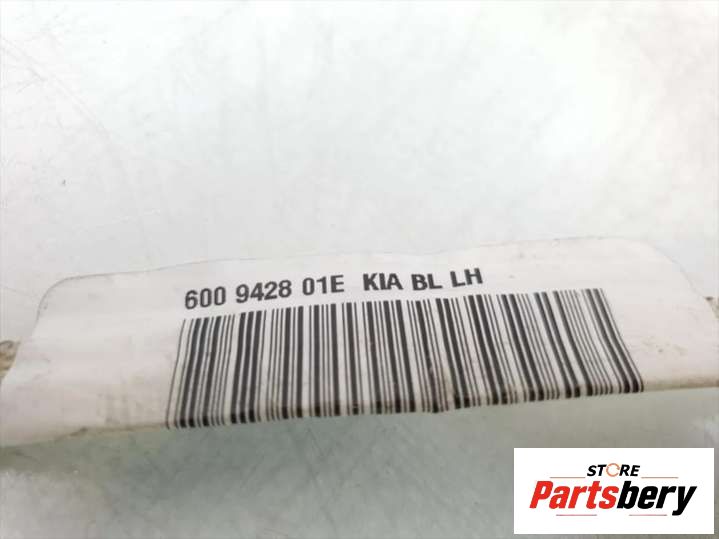 600 9428 01E KIA BL LH
STORE
Partsbery